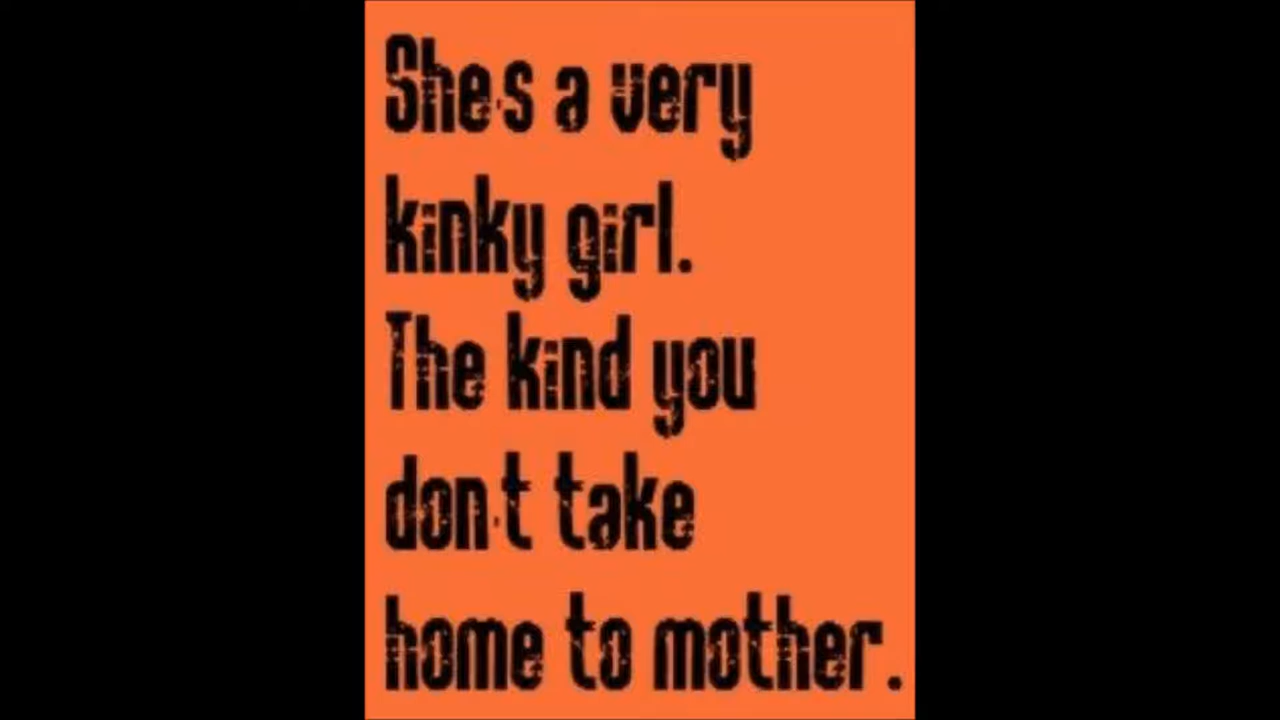 She's a very
kinky girl.
The kind you
don't take
home to mother.